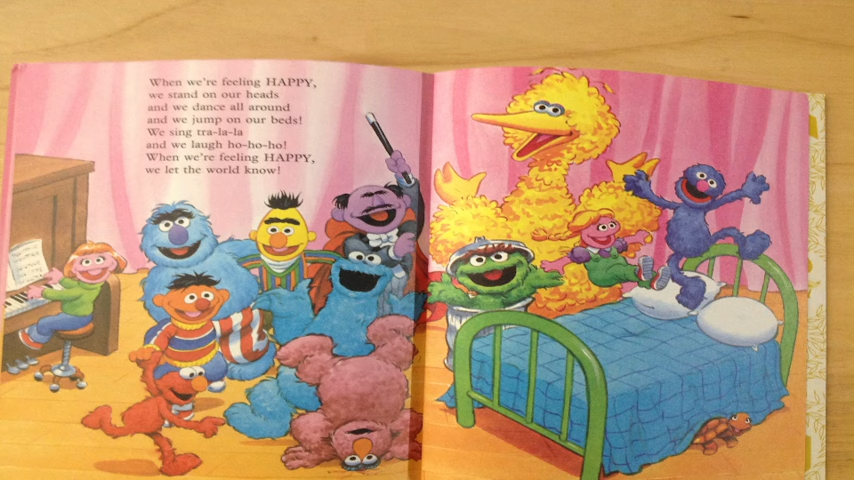 When we're feeling HAPPY,
we stand on our heads
and we dance all around
and we jump on our beds!
We sing tra-la-la
and we laugh ho-ho-ho!
When we're feeling HAPPY,
we let the world know!